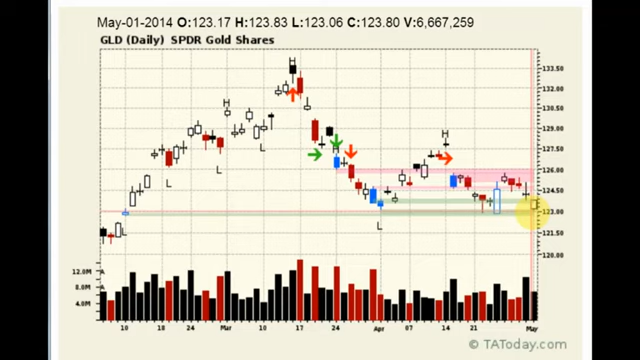 May-01-2014 O:123.17 H:123.83 L:123.06 C:123.80 V:6,667,259
GLD (Daily) SPDR Gold Shares
H
133.50
H
132.00
130.50
H
129.00
L
127.50
L
L
126.00
124.50
L
L
123.00
121.50
120.00
12.0M
A
8.0M
A
4.0M
10
18
24
Mar
10
17
24
Apr
07
14
21
May
© TAToday.com